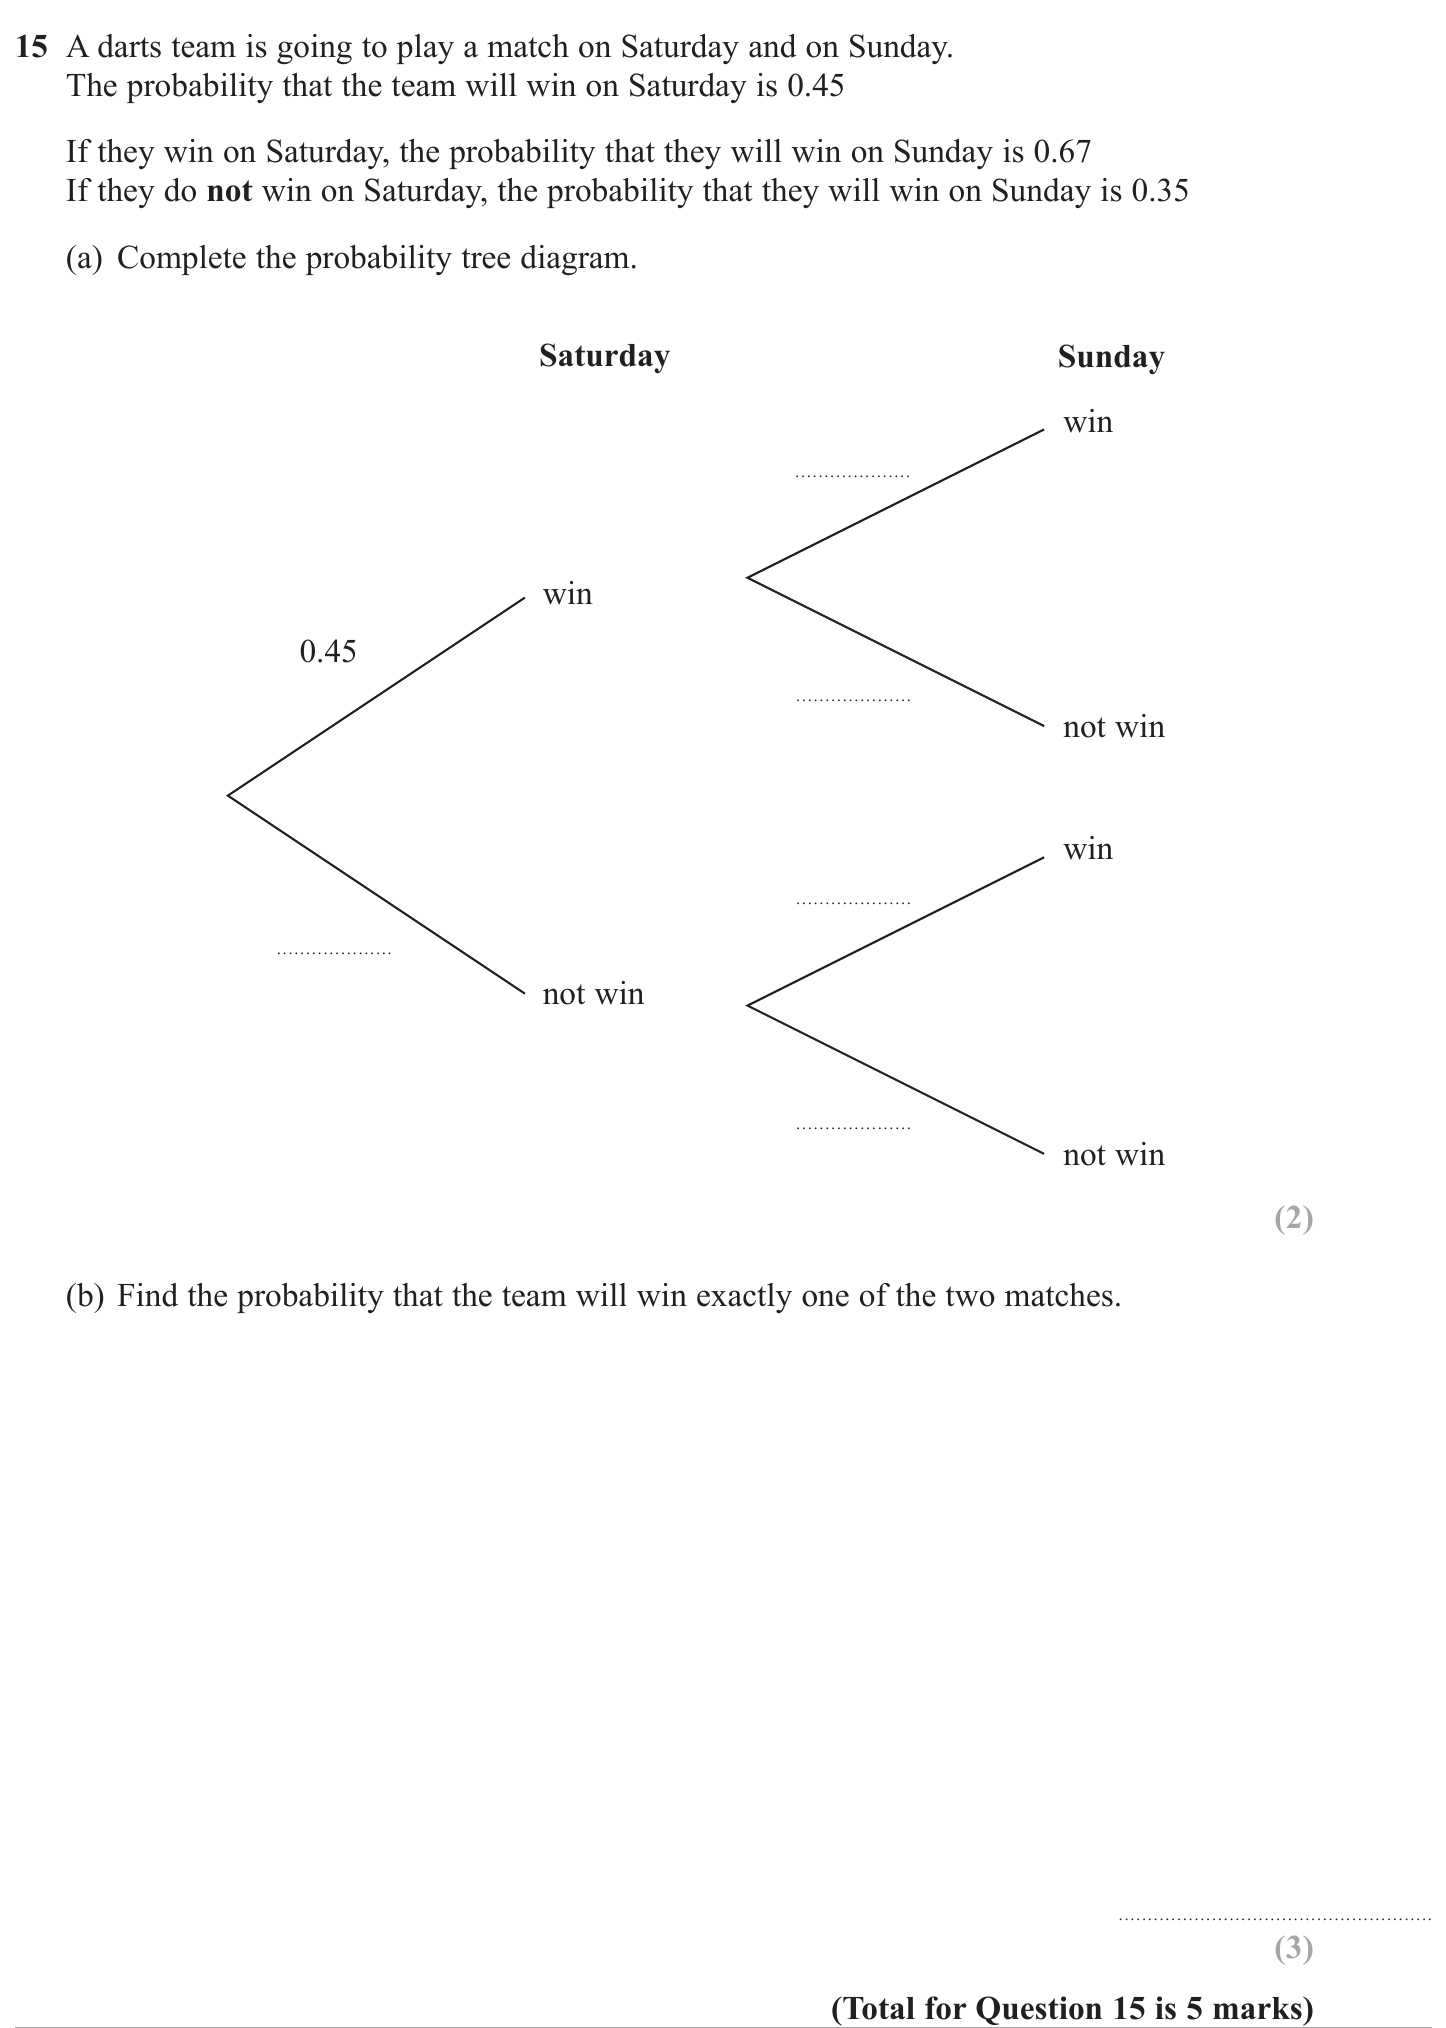 15 A darts team is going to play a match on Saturday and on Sunday.
The probability that the team will win on Saturday is 0.45
If they win on Saturday, the probability that they will win on Sunday is 0.67
If they do not win on Saturday, the probability that they will win on Sunday is 0.35
(a) Complete the probability tree diagram.
Saturday Sunday
win
win
0.45
not win
win
not win
not win
(2)
(b) Find the probability that the team will win exactly one of the two matches.
(3)
(Total for Question 15 is 5 marks)